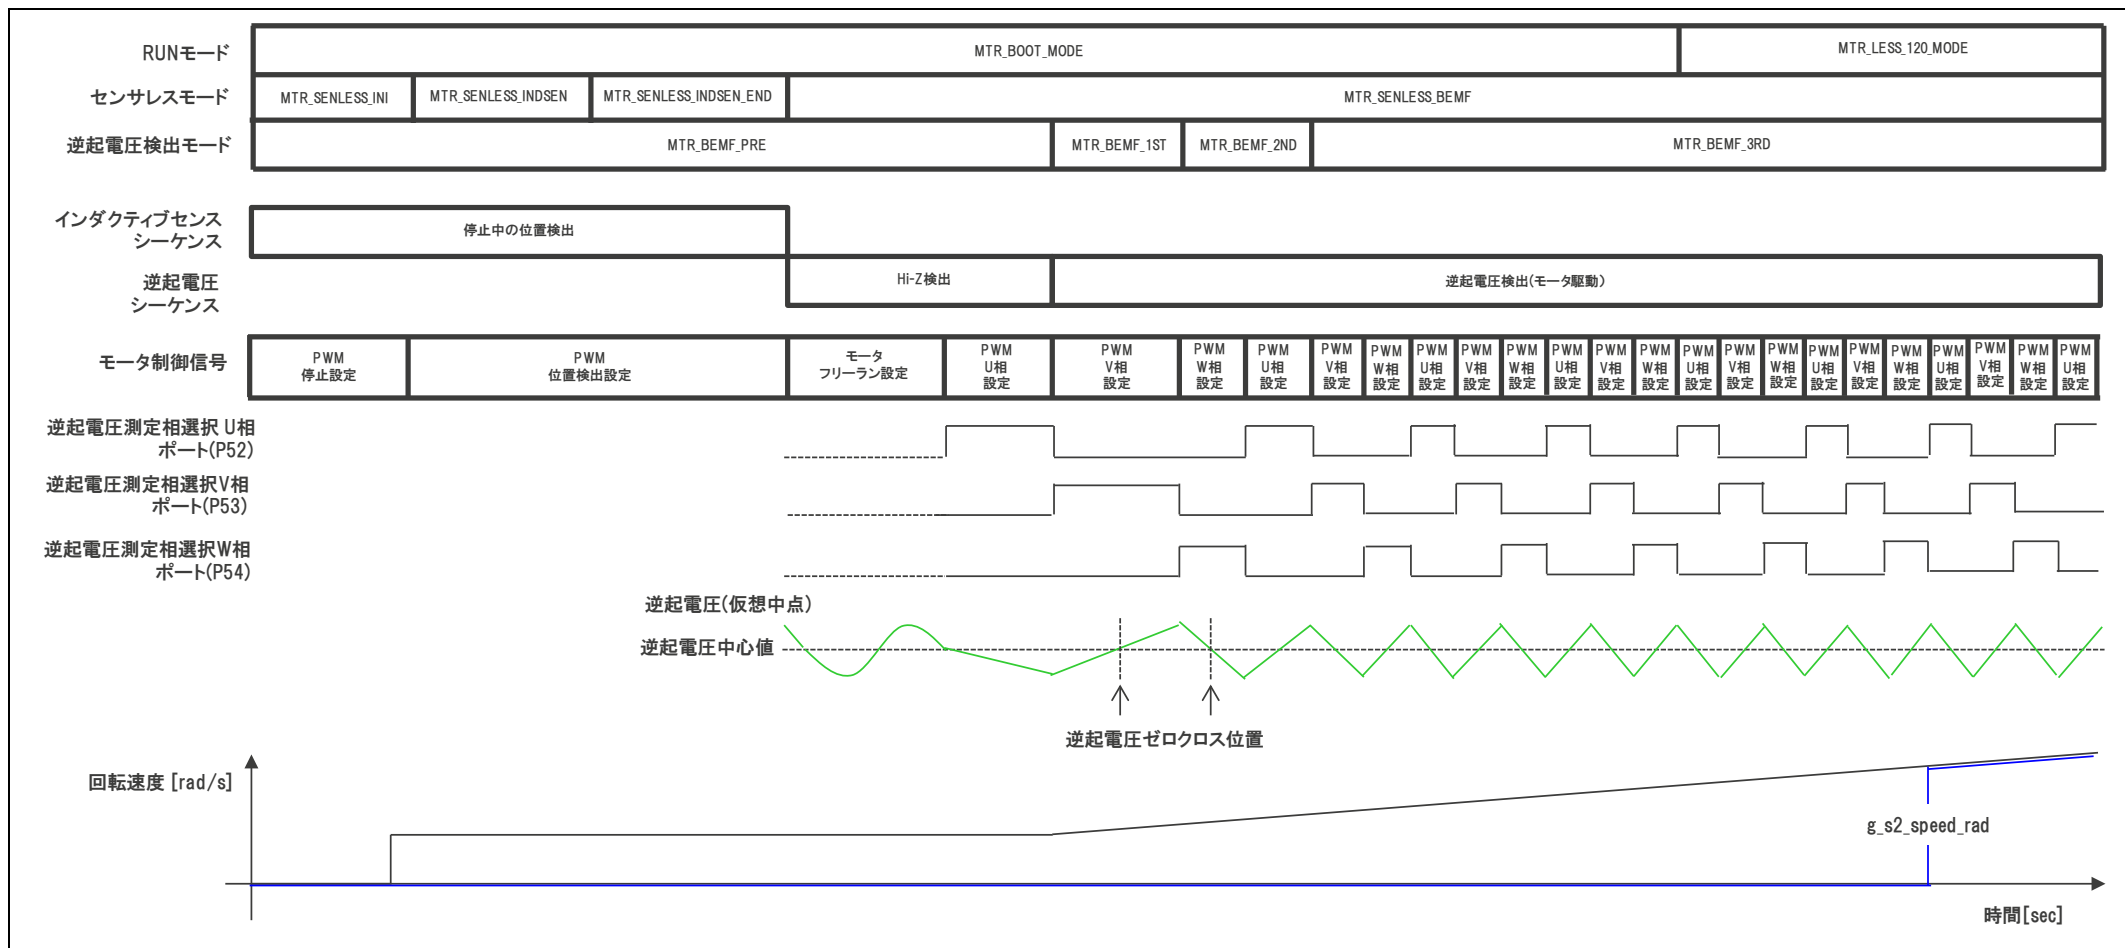 RUNモード
MTR_BOOT_MODE
MTR_LESS_120_MODE
センサレスモード
MTR_SENLESS_INI
MTR_SENLESS_INDSEN
MTR_SENLESS_INDSEN_END
MTR_SENLESS_BEMF
逆起電圧検出モード
MTR_BEMF_PRE
MTR_BEMF_1ST
MTR_BEMF_2ND
MTR_BEMF_3RD
インダクティブセンス
シーケンス
停止中の位置検出
逆起電圧
シーケンス
Hi-Z検出
逆起電圧検出(モータ駆動)
モータ制御信号
PWM
停止設定
PWM
位置検出設定
モータ
フリーラン設定
PWM
U相
設定
PWM
V相
設定
PWM
W相
設定
PWM
U相
設定
PWM
V相
設定
PWM
W相
設定
PWM
U相
設定
PWM
V相
設定
PWM
W相
設定
PWM
U相
設定
PWM
V相
設定
PWM
W相
設定
PWM
U相
設定
PWM
V相
設定
PWM
W相
設定
PWM
U相
設定
PWM
V相
設定
PWM
W相
設定
PWM
U相
設定
PWM
V相
設定
PWM
W相
設定
PWM
U相
設定
逆起電圧測定相選択 U相
ポート(P52)
逆起電圧測定相選択V相
ポート(P53)
逆起電圧測定相選択W相
ポート(P54)
逆起電圧(仮想中点)
逆起電圧中心値
逆起電圧ゼロクロス位置
回転速度 [rad/s]
g_s2_speed_rad
時間[sec]